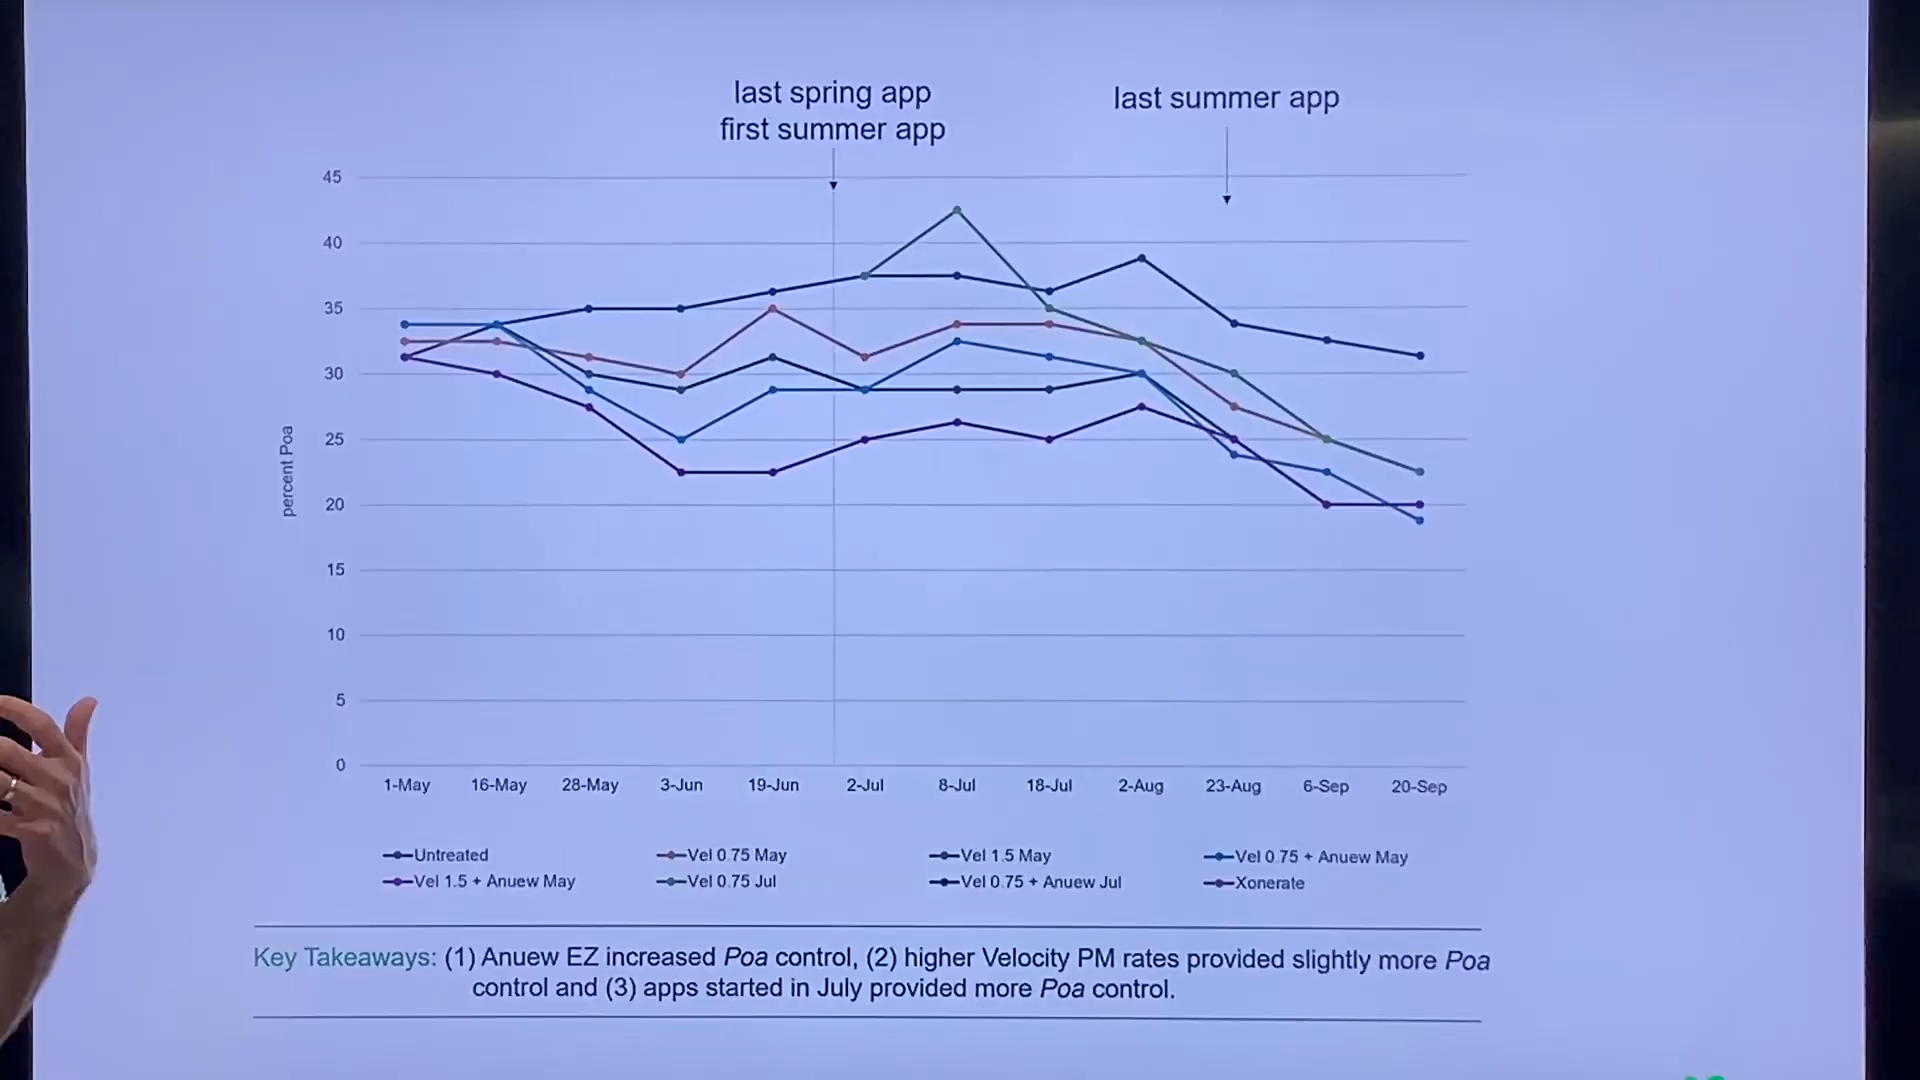 last spring app
first summer app
last summer app
45
40
35
30
25
20
15
10
5
0
percent Poa
1-May 16-May 28-May 3-Jun 19-Jun 2-Jul 8-Jul 18-Jul 2-Aug 23-Aug 6-Sep 20-Sep
Untreated Vel 0.75 May Vel 1.5 May Vel 0.75 + Anuew May
Vel 1.5 + Anuew May Vel 0.75 Jul Vel 0.75 + Anuew Jul Xonerate
Key Takeaways: (1) Anuew EZ increased Poa control, (2) higher Velocity PM rates provided slightly more Poa
control and (3) apps started in July provided more Poa control.